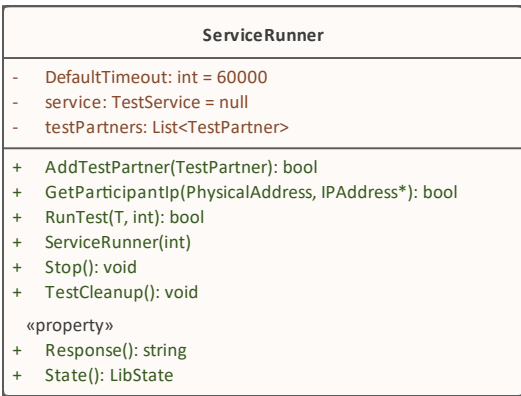 ServiceRunner
- DefaultTimeout: int = 60000
- service: TestService = null
- testPartners: List<TestPartner>
+ AddTestPartner(TestPartner): bool
+ GetParticipantIp(PhysicalAddress, IPAddress*): bool
+ RunTest(T, int): bool
+ ServiceRunner(int)
+ Stop(): void
+ TestCleanup(): void
«property»
+ Response(): string
+ State(): LibState